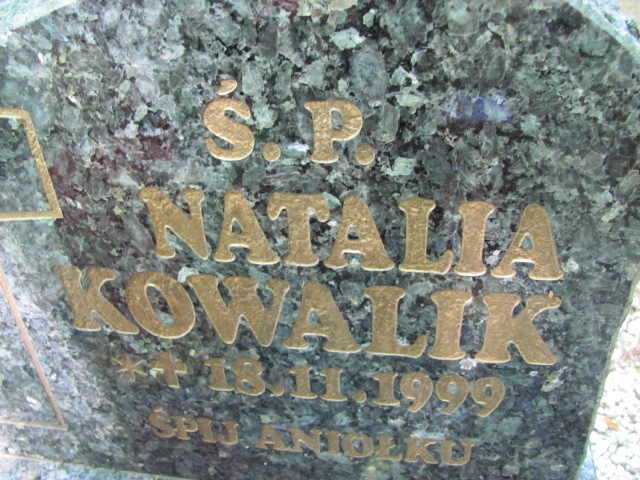 Ś. P.
NATALIA
KOWALIK
* + 18.11.1999
ŚPIJ ANIOŁKU